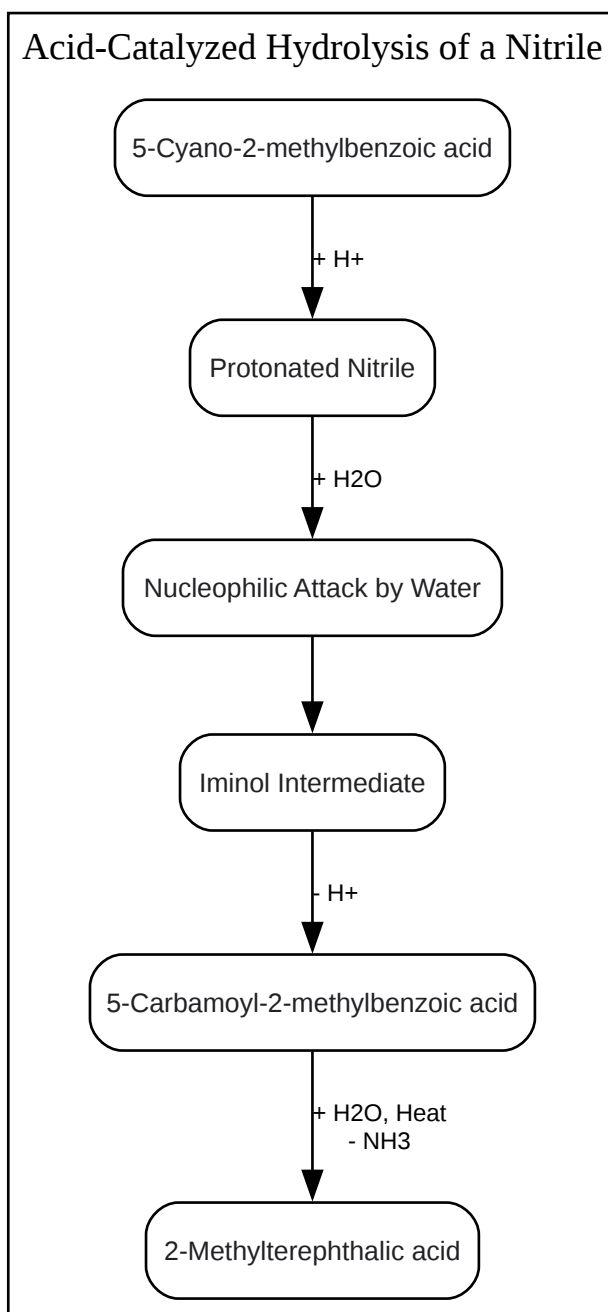 Acid-Catalyzed Hydrolysis of a Nitrile
5-Cyano-2-methylbenzoic acid
+ H+
Protonated Nitrile
+ H2O
Nucleophilic Attack by Water
Iminol Intermediate
- H+
5-Carbamoyl-2-methylbenzoic acid
+ H2O, Heat
- NH3
2-Methylterephthalic acid